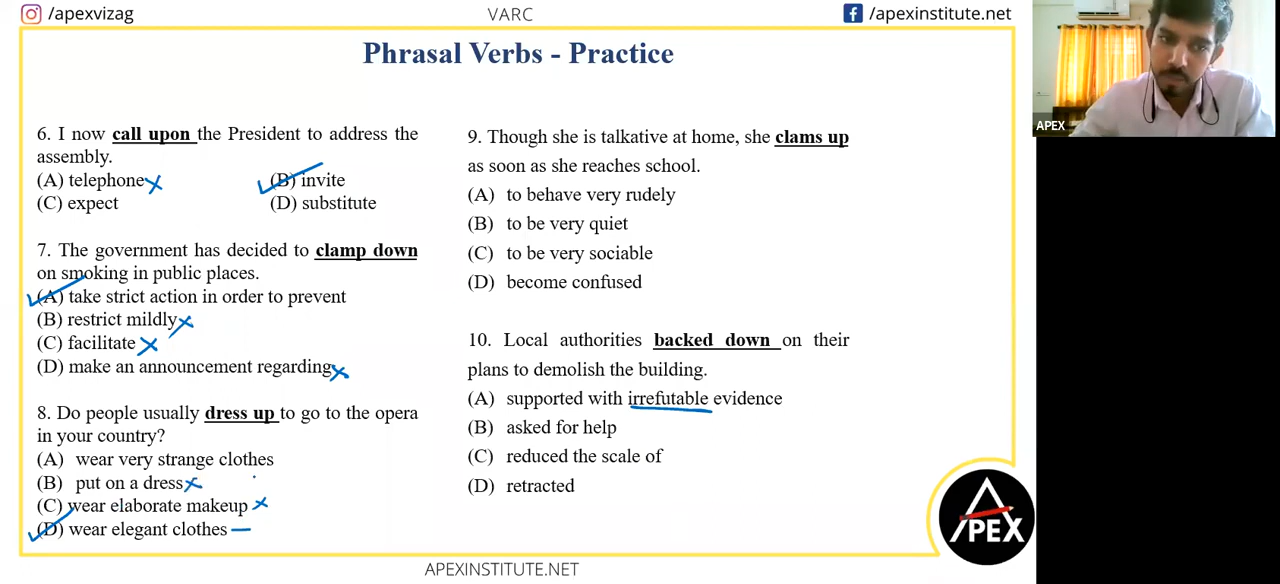 /apexvizag
VARC
/apexinstitute.net
Phrasal Verbs - Practice
6. I now call upon the President to address the
assembly.
(A) telephone
(B) invite
(C) expect
(D) substitute
7. The government has decided to clamp down
on smoking in public places.
(A) take strict action in order to prevent
(B) restrict mildly
(C) facilitate
(D) make an announcement regarding
8. Do people usually dress up to go to the opera
in your country?
(A) wear very strange clothes
(B) put on a dress
(C) wear elaborate makeup
(D) wear elegant clothes
9. Though she is talkative at home, she clams up
as soon as she reaches school.
(A) to behave very rudely
(B) to be very quiet
(C) to be very sociable
(D) become confused
10. Local authorities backed down on their
plans to demolish the building.
(A) supported with irrefutable evidence
(B) asked for help
(C) reduced the scale of
(D) retracted
APEX
APEX
APEXINSTITUTE.NET